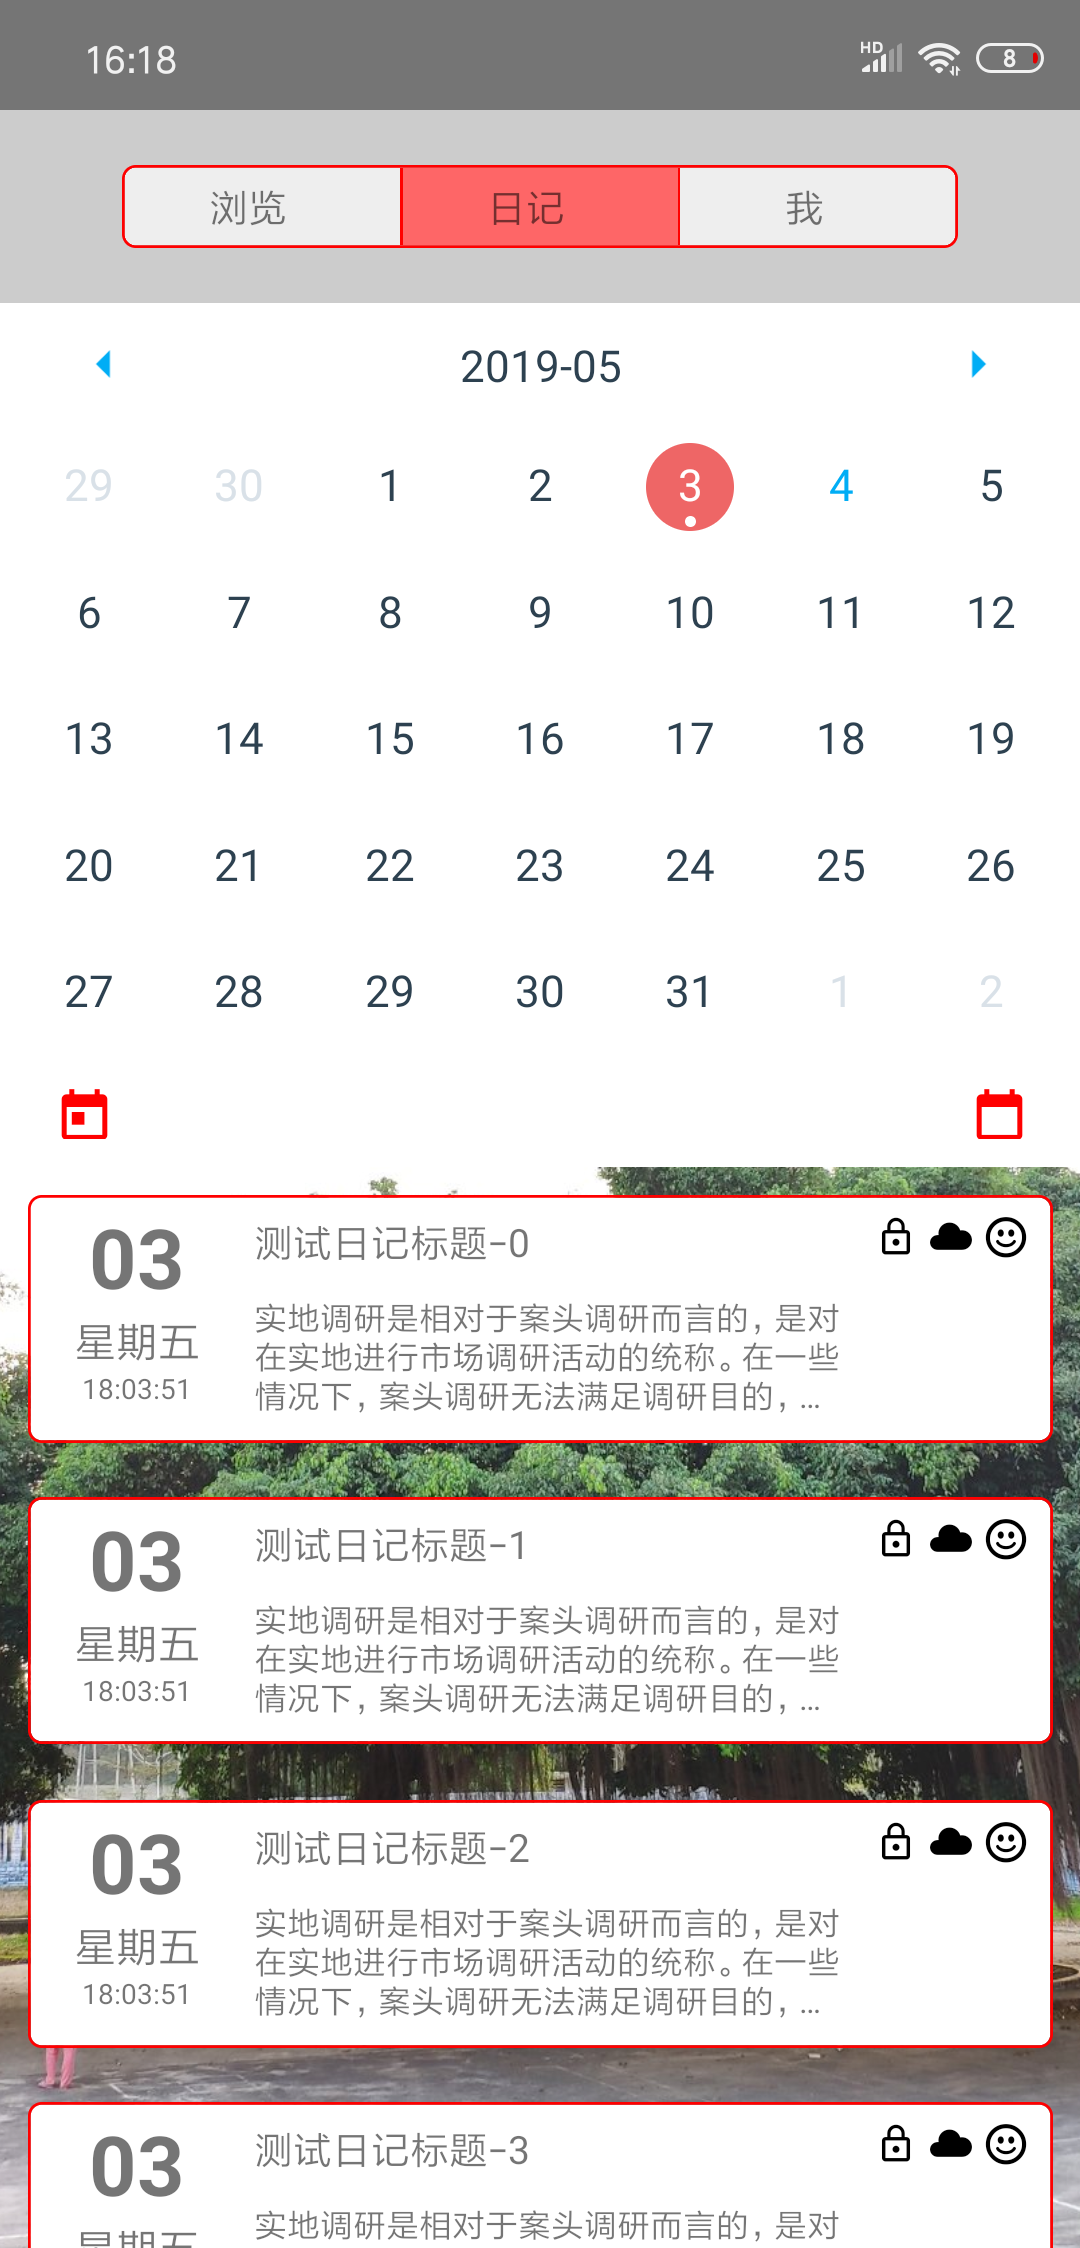 16:18 HD 8
浏览 日记 我
2019-05
29 30 1 2 3 4 5
6 7 8 9 10 11 12
13 14 15 16 17 18 19
20 21 22 23 24 25 26
27 28 29 30 31 1 2
03
星期五
18:03:51
测试日记标题-0
实地调研是相对于案头调研而言的，是对
在实地进行市场调研活动的统称。在一些
情况下，案头调研无法满足调研目的，...
03
星期五
18:03:51
测试日记标题-1
实地调研是相对于案头调研而言的，是对
在实地进行市场调研活动的统称。在一些
情况下，案头调研无法满足调研目的，...
03
星期五
18:03:51
测试日记标题-2
实地调研是相对于案头调研而言的，是对
在实地进行市场调研活动的统称。在一些
情况下，案头调研无法满足调研目的，...
03
星期五
测试日记标题-3
实地调研是相对于案头调研而言的，是对